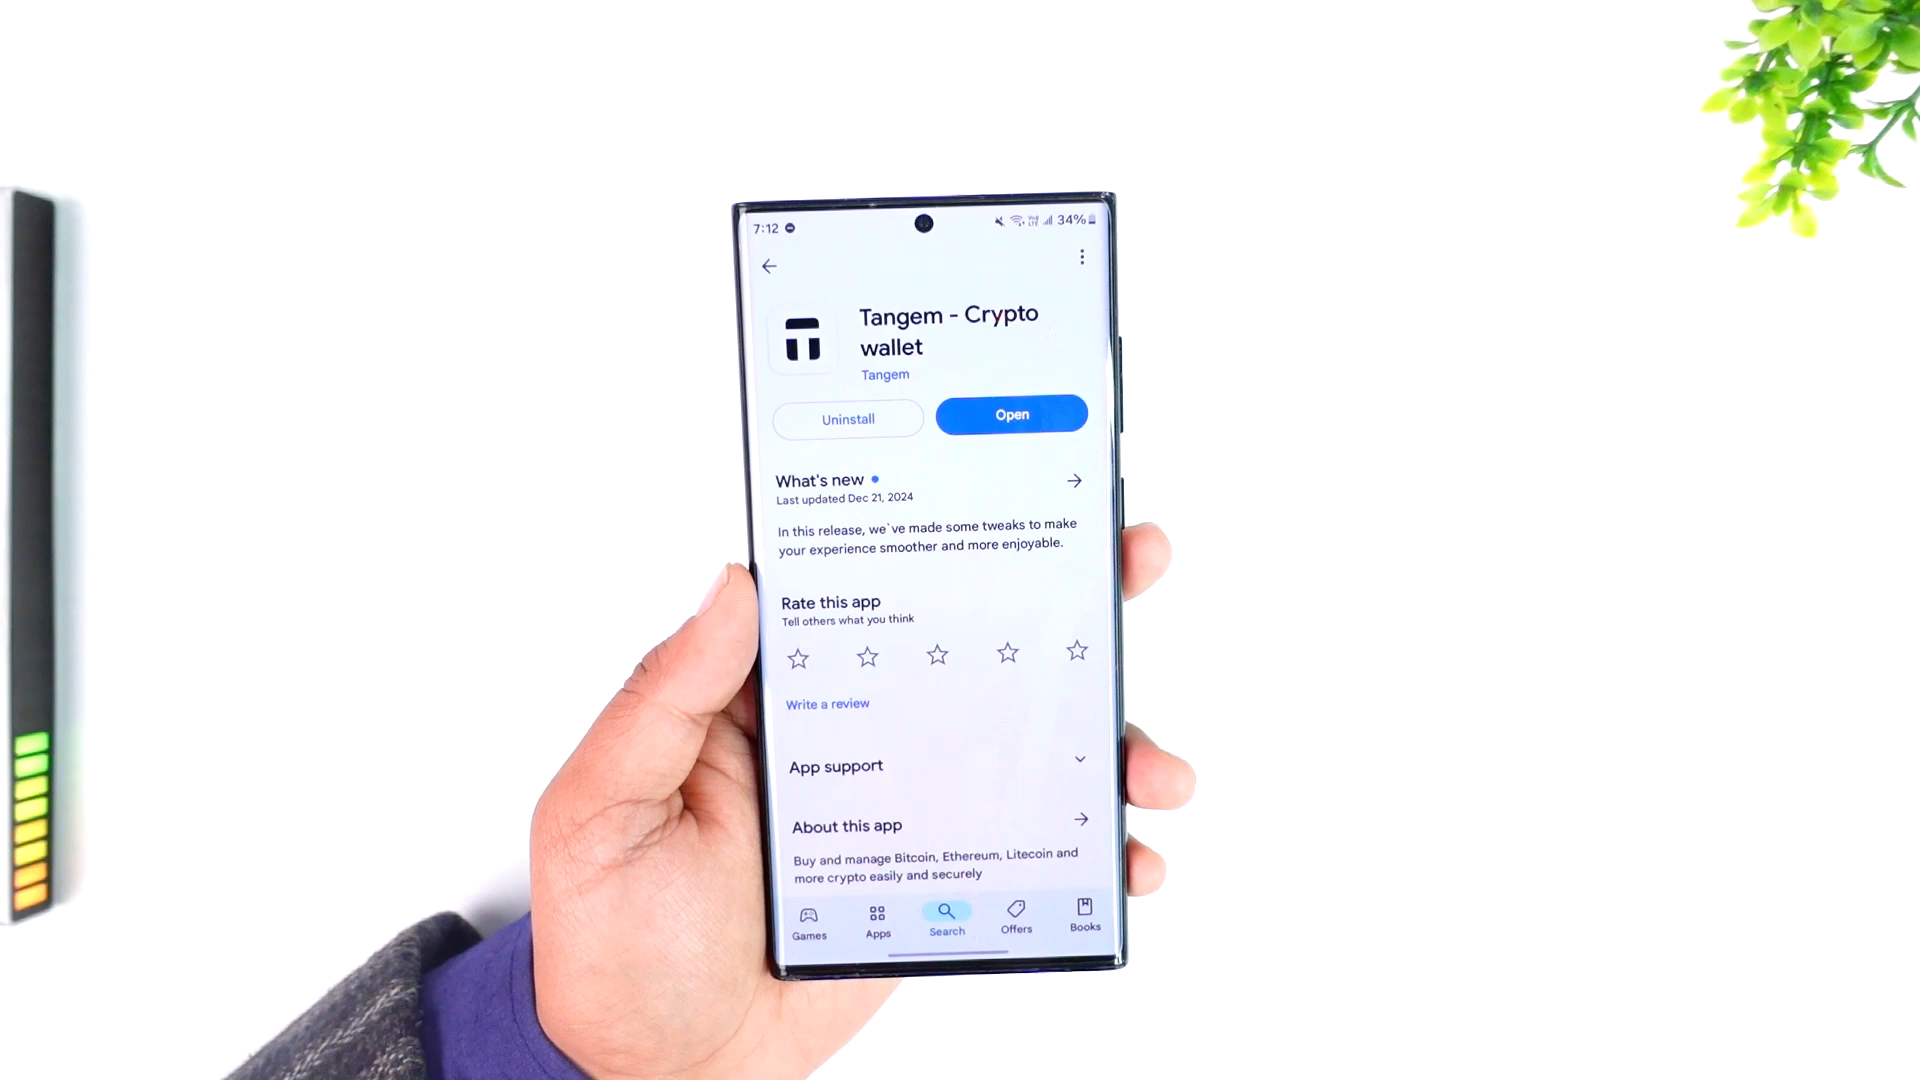 7:12
34%
Tangem - Crypto
wallet
Tangem
Uninstall
Open
What's new
Last updated Dec 21, 2024
In this release, we`ve made some tweaks to make
your experience smoother and more enjoyable.
Rate this app
Tell others what you think
Write a review
App support
About this app
Buy and manage Bitcoin, Ethereum, Litecoin and
more crypto easily and securely
Games
Apps
Search
Offers
Books